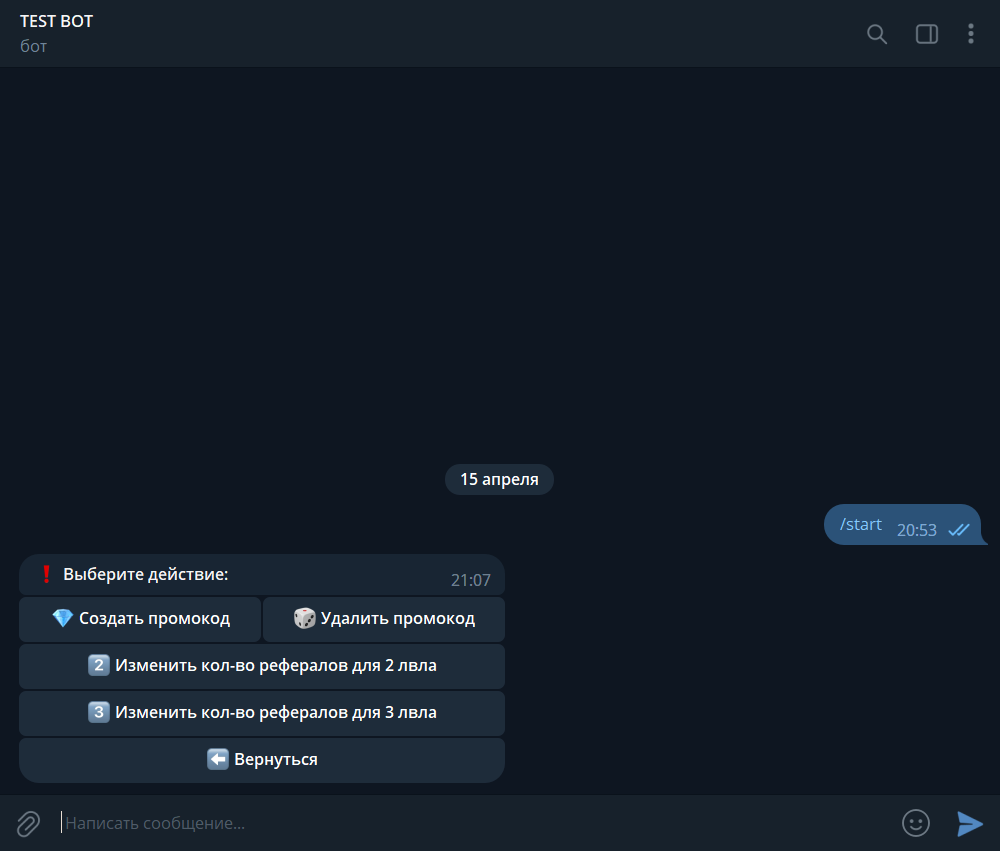 TEST BOT
бот
15 апреля
/start 20:53
❗ Выберите действие: 21:07
💎 Создать промокод 🎲 Удалить промокод
2️⃣ Изменить кол-во рефералов для 2 лвла
3️⃣ Изменить кол-во рефералов для 3 лвла
⬅️ Вернуться
Написать сообщение...